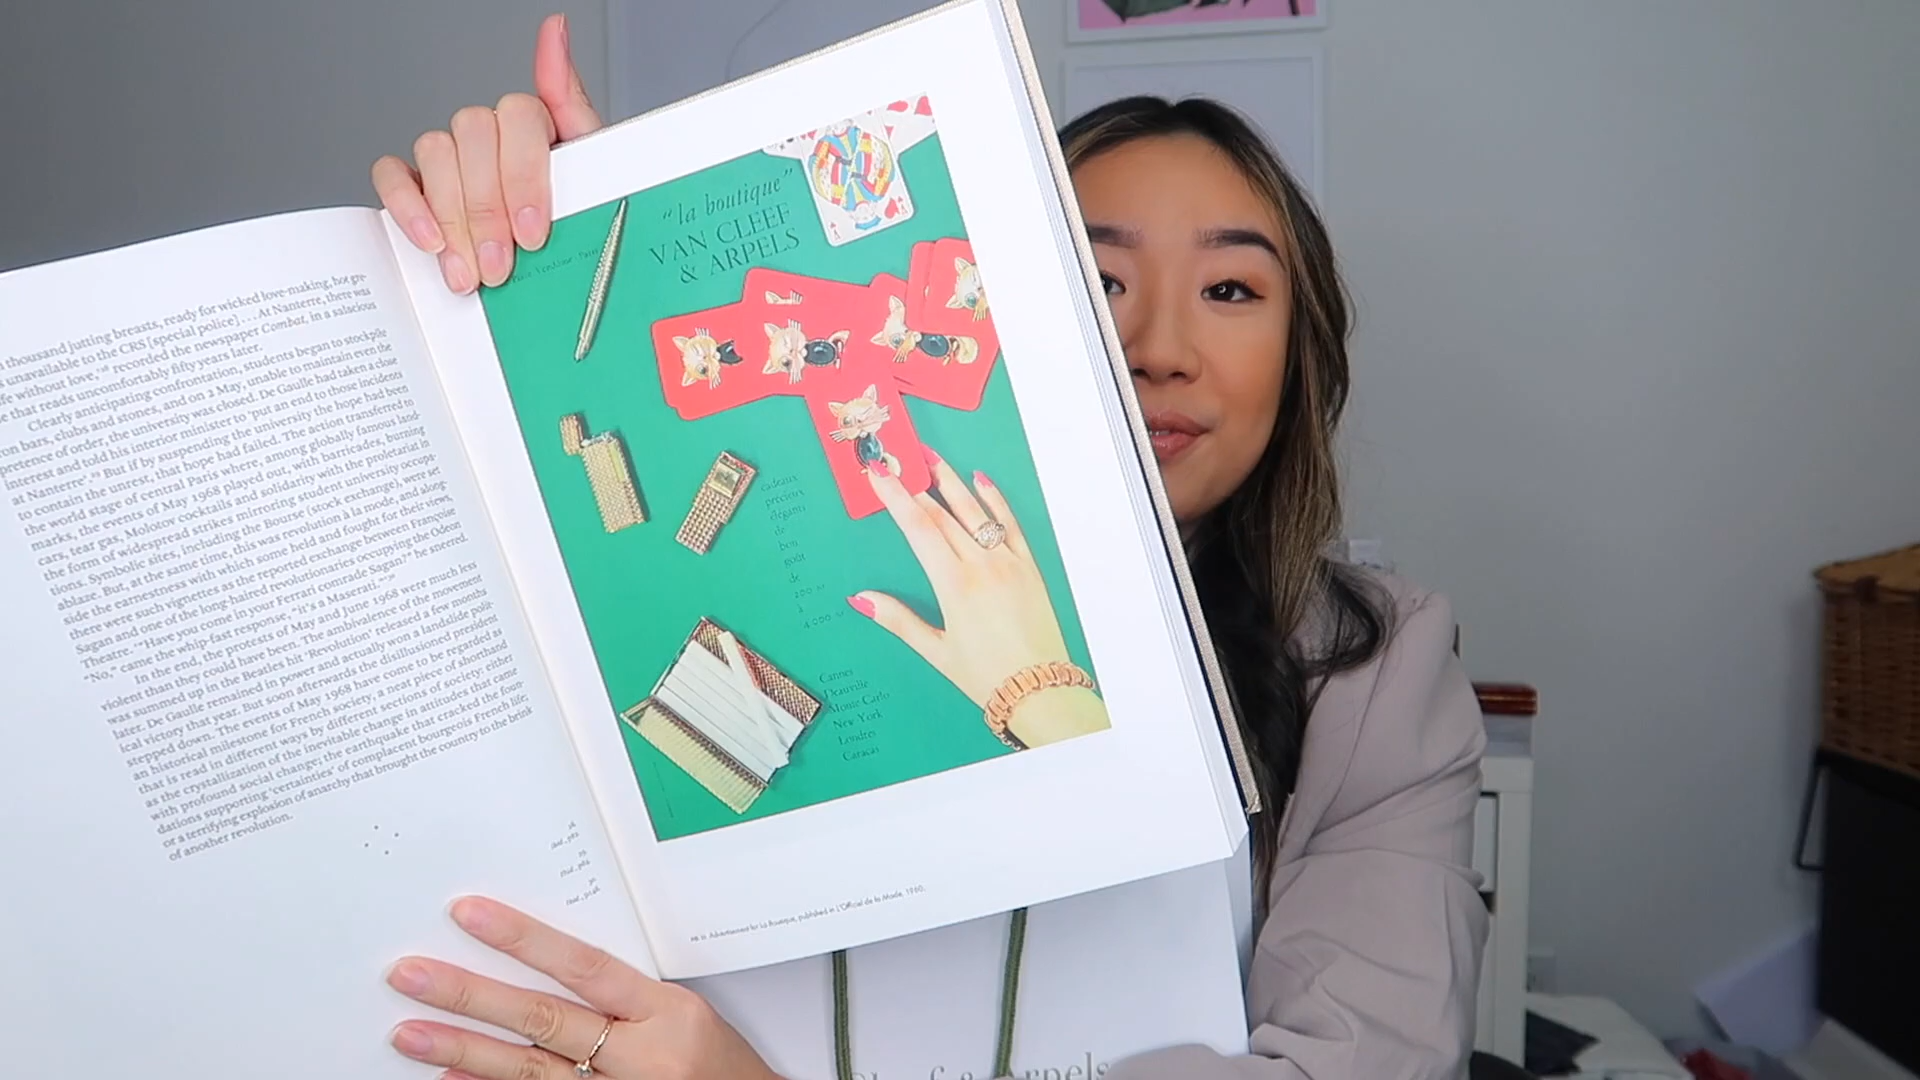 thousand jutting breasts, ready for wicked love-making, hot gre-
unavailable to the CRS [special police] . . . At Nanterre, there was
fe without love,’ recorded the newspaper Combat, in a salacious
that reads uncomfortably fifty years later.
Clearly anticipating confrontation, students began to stockpile
ron bars, clubs and stones, and on 2 May, unable to maintain even the
pretence of order, the university was closed. De Gaulle had taken a close
interest and told his interior minister to ‘put an end to those incidents
at Nanterre’. But if by suspending the university the hope had been
to contain the unrest, that hope had failed. The action transferred to
the world stage of central Paris where, among globally famous land-
marks, the events of May 1968 played out, with barricades, burning
cars, tear gas, Molotov cocktails and solidarity with the proletariat in
the form of widespread strikes mirroring student university occupa-
tions. Symbolic sites, including the Bourse (stock exchange), were set
ablaze. But, at the same time, this was revolution à la mode, and along-
side the earnestness with which some held and fought for their views,
there were such vignettes as the reported exchange between Françoise
Sagan and one of the long-haired revolutionaries occupying the Odéon
Theatre. ‘“Have you come in your Ferrari comrade Sagan?” he sneered.
“No,” came the whip-fast response, “it’s a Maserati.”’
In the end, the protests of May and June 1968 were much less
violent than they could have been. The ambivalence of the movement
was summed up in the Beatles hit ‘Revolution’ released a few months
later. De Gaulle remained in power and actually won a landslide polit-
ical victory that year. But soon afterwards the disillusioned president
stepped down. The events of May 1968 have come to be regarded as
an historical milestone for French society, a neat piece of shorthand
that is read in different ways by different sections of society: either
as the crystallization of the inevitable change in attitudes that came
with profound social change; the earthquake that cracked the foun-
dations supporting ‘certainties’ of complacent bourgeois French life;
or a terrifying explosion of anarchy that brought the country to the brink
of another revolution.
“la boutique”
VAN CLEEF
& ARPELS
Place Vendôme Paris
cadeaux
précieux
élégants
de
bon
goût
de
200
à
4.000
Cannes
Deauville
Monte Carlo
New York
Londres
Caracas
Advertisement for La Boutique, published in L’Officiel de la Mode, 1960.
Cleef & Arpels